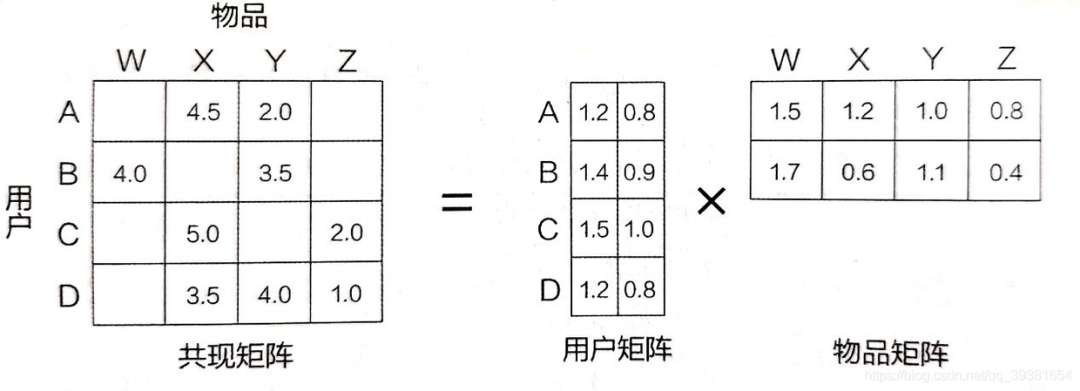 物品
W X Y Z
A 4.5 2.0
B 4.0 3.5
C 5.0 2.0
D 3.5 4.0 1.0
用户
共现矩阵
=
A 1.2 0.8
B 1.4 0.9
C 1.5 1.0
D 1.2 0.8
用户矩阵
×
W X Y Z
1.5 1.2 1.0 0.8
1.7 0.6 1.1 0.4
物品矩阵
https://blog.csdn.net/qq_39381654